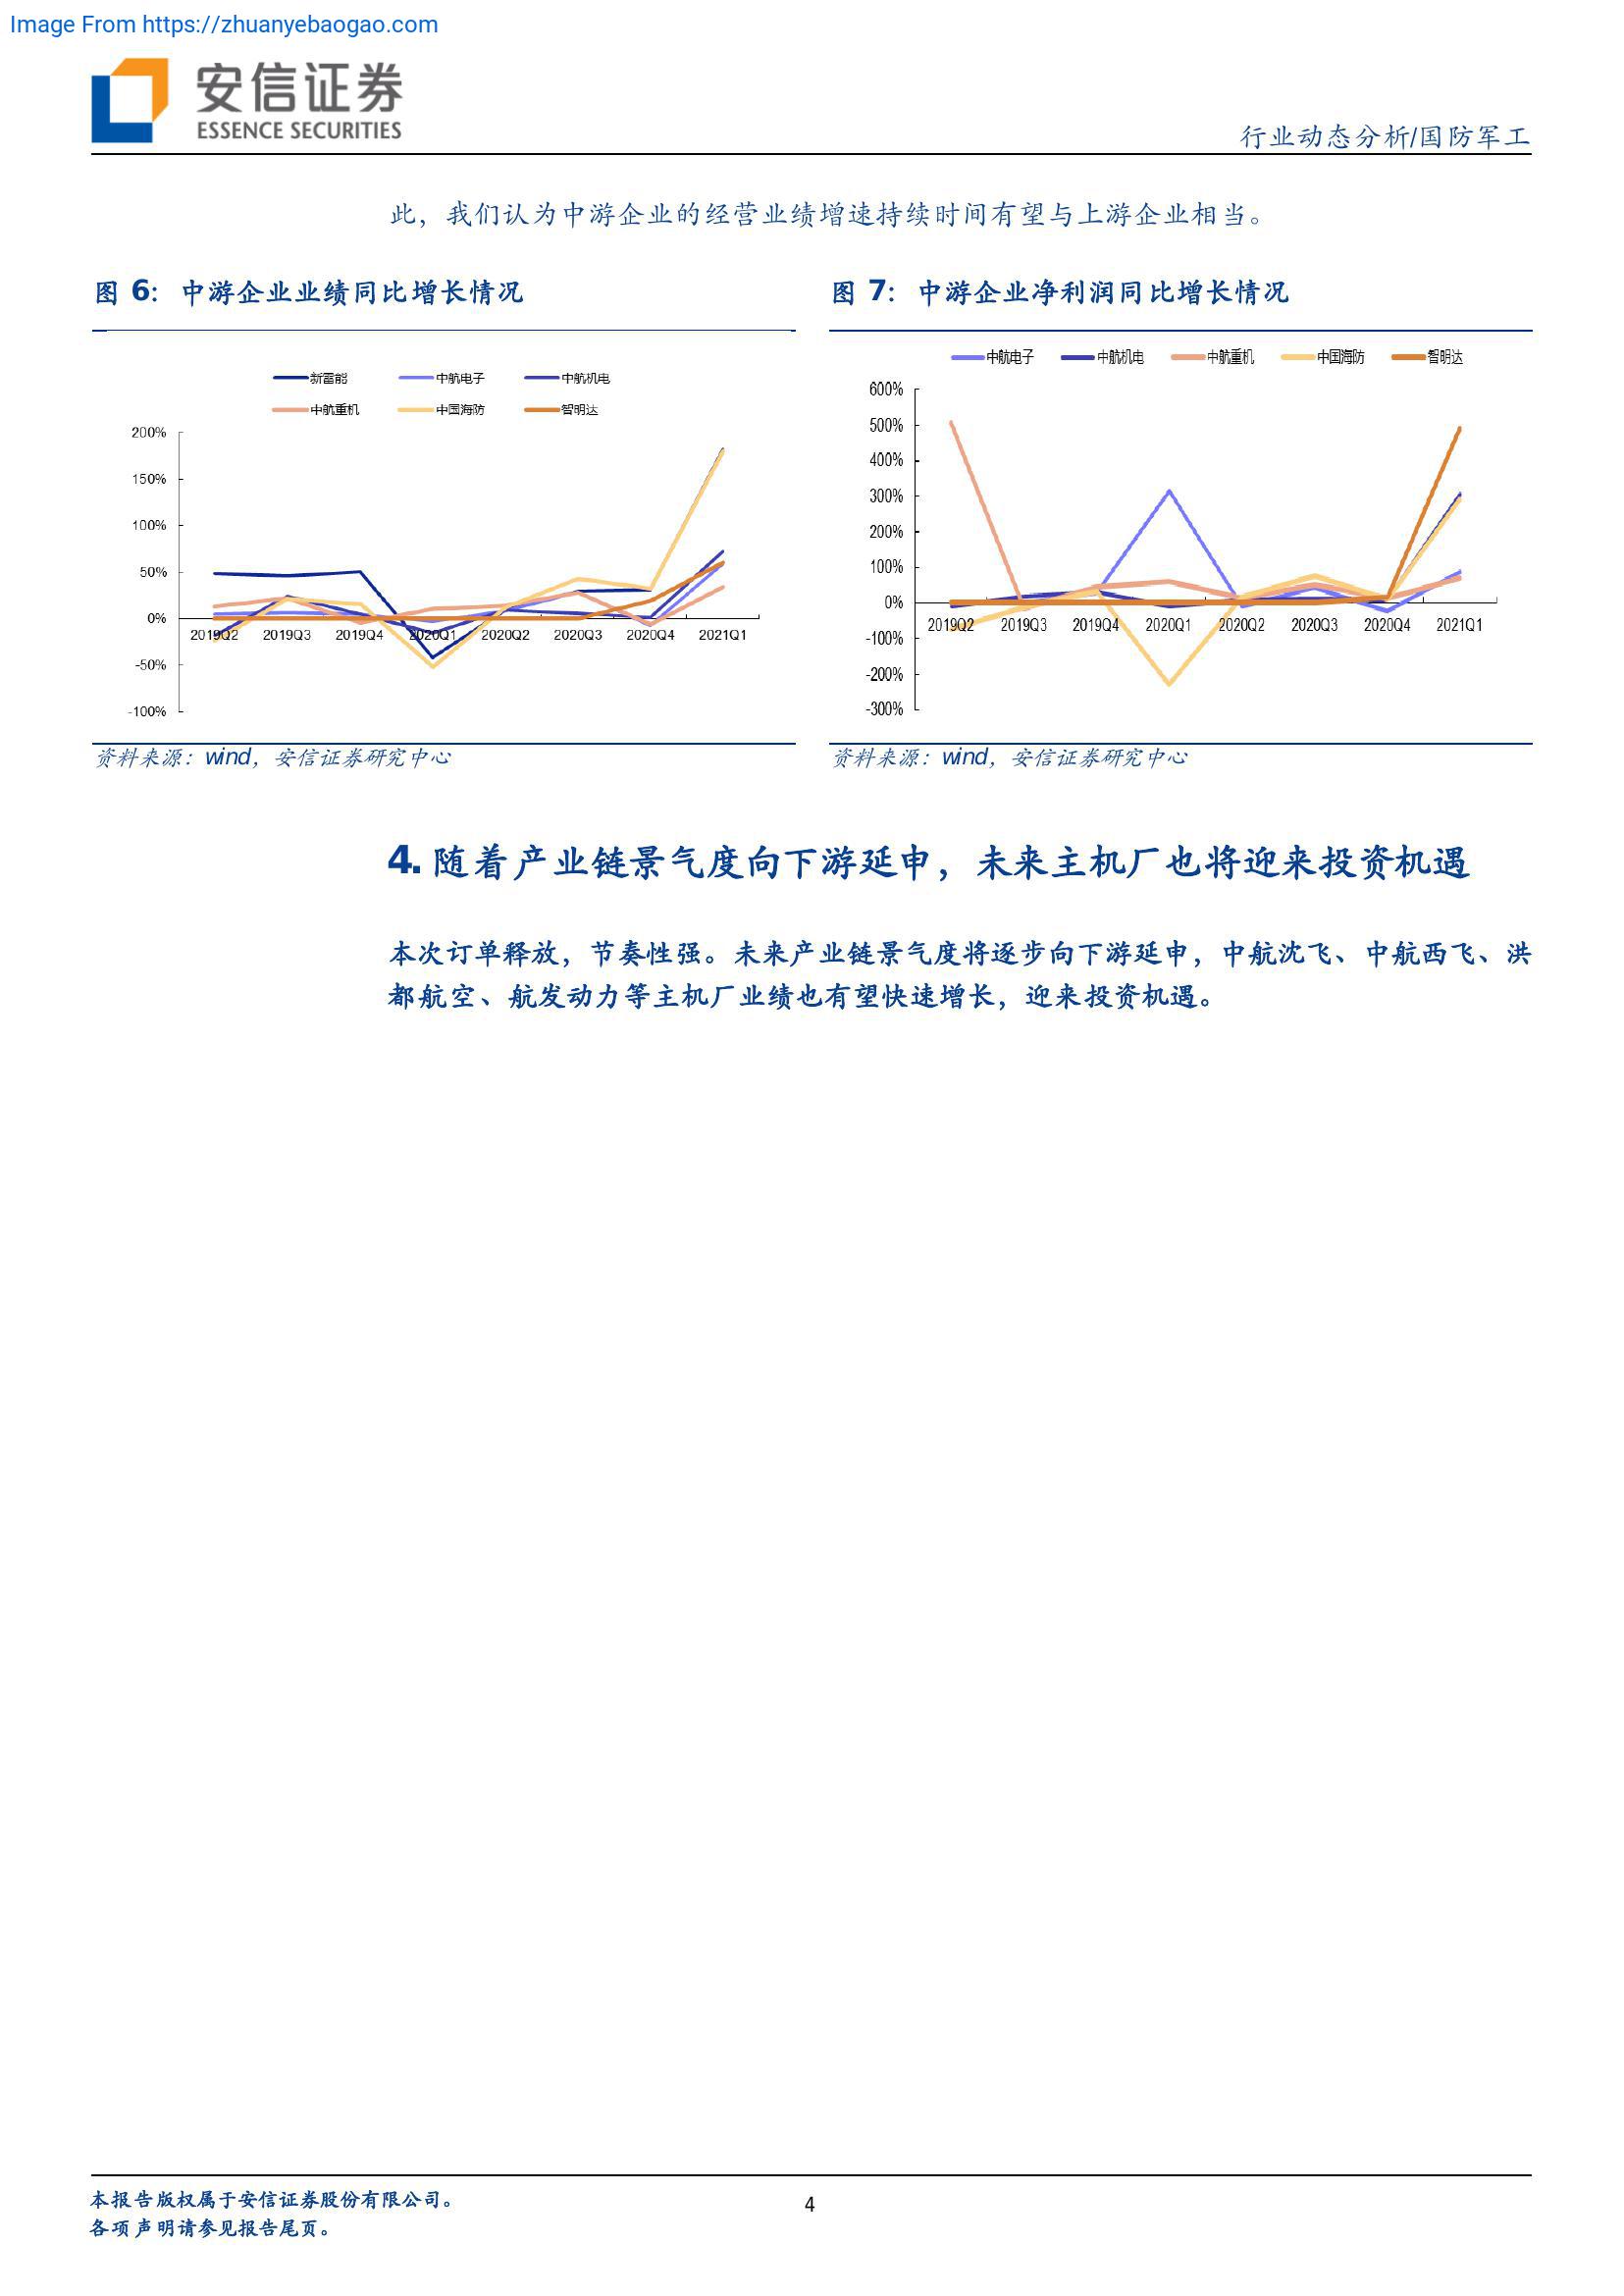 Image From https://zhuanyebaogao.com
安信证券
ESSENCE SECURITIES
行业动态分析/国防军工
此，我们认为中游企业的经营业绩增速持续时间有望与上游企业相当。
图 6：中游企业业绩同比增长情况
新雷能 中航电子 中航机电
中航重机 中国海防 智明达
200%
150%
100%
50%
0%
-50%
-100%
2019Q2 2019Q3 2019Q4 2020Q1 2020Q2 2020Q3 2020Q4 2021Q1
资料来源：wind，安信证券研究中心
图 7：中游企业净利润同比增长情况
中航电子 中航机电 中航重机 中国海防 智明达
600%
500%
400%
300%
200%
100%
0%
-100%
-200%
-300%
2019Q2 2019Q3 2019Q4 2020Q1 2020Q2 2020Q3 2020Q4 2021Q1
资料来源：wind，安信证券研究中心
4. 随着产业链景气度向下游延申，未来主机厂也将迎来投资机遇
本次订单释放，节奏性强。未来产业链景气度将逐步向下游延申，中航沈飞、中航西飞、洪
都航空、航发动力等主机厂业绩也有望快速增长，迎来投资机遇。
本报告版权属于安信证券股份有限公司。
各项声明请参见报告尾页。
4